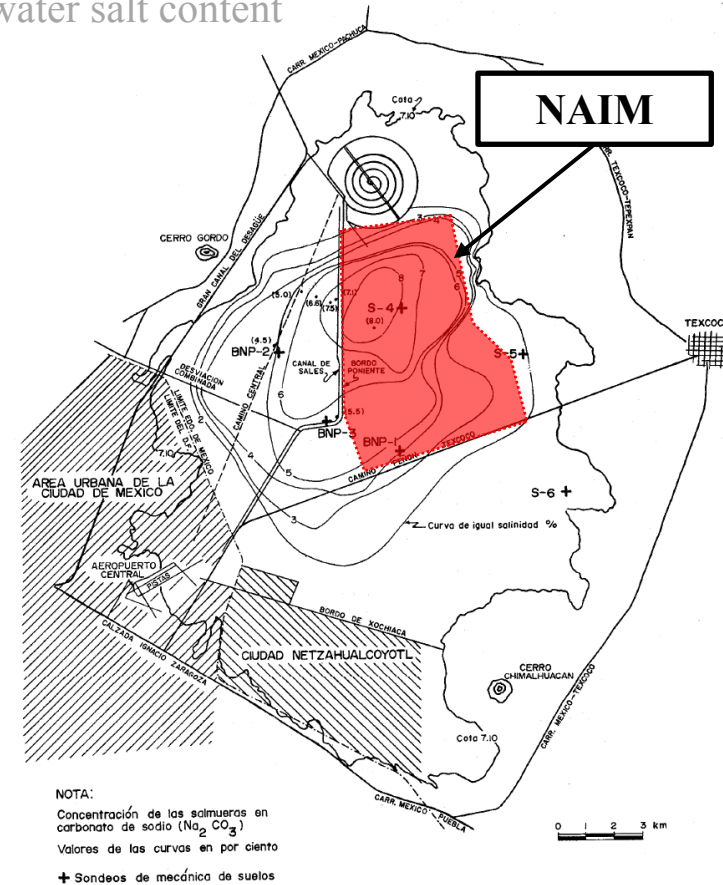 water salt content
CARR. MEXICO-PACHUCA
Cota
7.10
NAIM
CARR. TEXCOCO-TEPEXPAN
CERRO GORDO
GRAN CANAL DEL DESAGÜE
3
4
5
6
7
8
(5.0)
(6.6)
(7.5)
(7.1)
S-4
(8.0)
TEXCOC
(4.5)
BNP-2
S-5
CANAL DE
SALES
BORDO
PONIENTE
DESVIACION
COMBINADA
CAMINO CENTRAL
6
(5.5)
BNP-3
BNP-1
LIMITE EDO. DE MEXICO
LIMITE DEL D.F.
2
7.10
4
5
3
CAMINO PEÑON TEXCOCO
AREA URBANA DE LA
CIUDAD DE MEXICO
S-6
Curva de igual salinidad %
AEROPUERTO
CENTRAL
PISTAS
BORDO DE XOCHIACA
CALZADA IGNACIO ZARAGOZA
CIUDAD NETZAHUALCOYOTL
CERRO
CHIMALHUACAN
CARR. MEXICO-TEXCOCO
Cota 7.10
CARR. MEXICO PUEBLA
NOTA:
Concentración de las salmueras en
carbonato de sodio (Na2 CO3)
Valores de las curvas en por ciento
+ Sondeos de mecánica de suelos
0 1 2 3 km